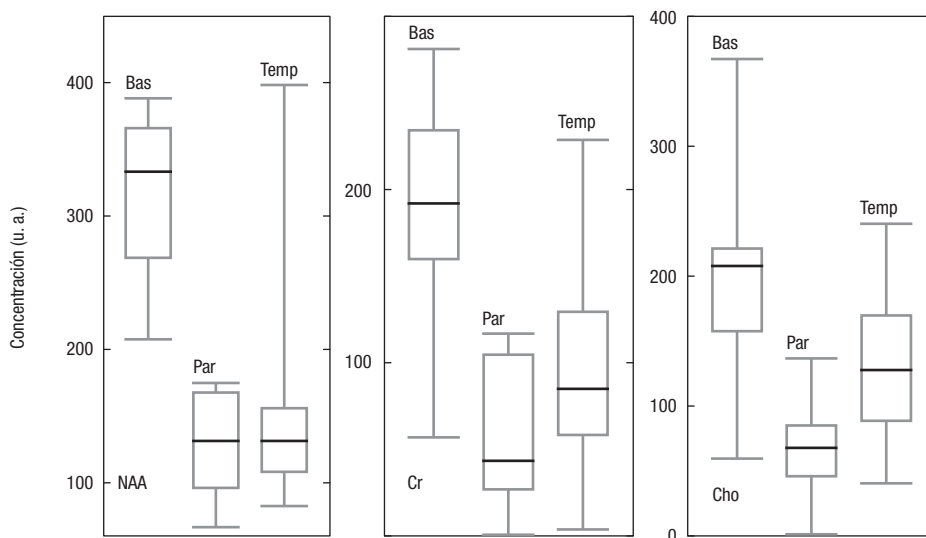 Concentración (u. a.)
400
300
200
100
Bas
Par
Temp
NAA
200
100
Bas
Par
Temp
Cr
400
300
200
100
0
Bas
Par
Temp
Cho